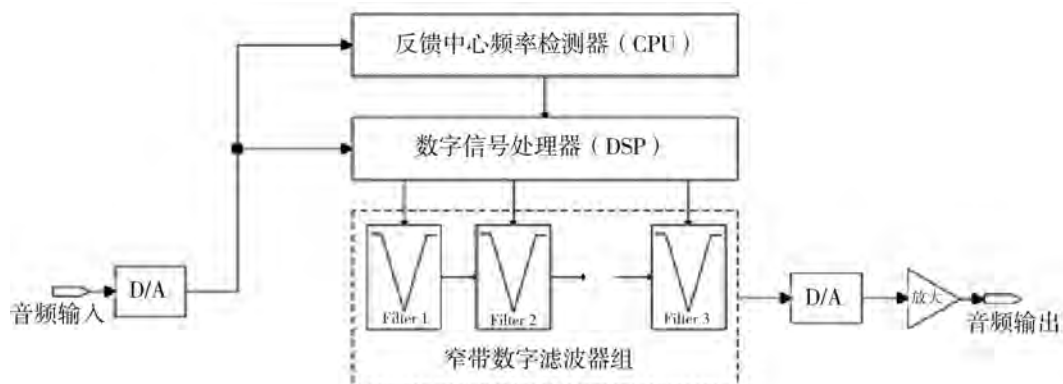 反馈中心频率检测器（CPU）
数字信号处理器（DSP）
D/A
音频输入
Filter 1
Filter 2
Filter 3
窄带数字滤波器组
D/A
放大
音频输出